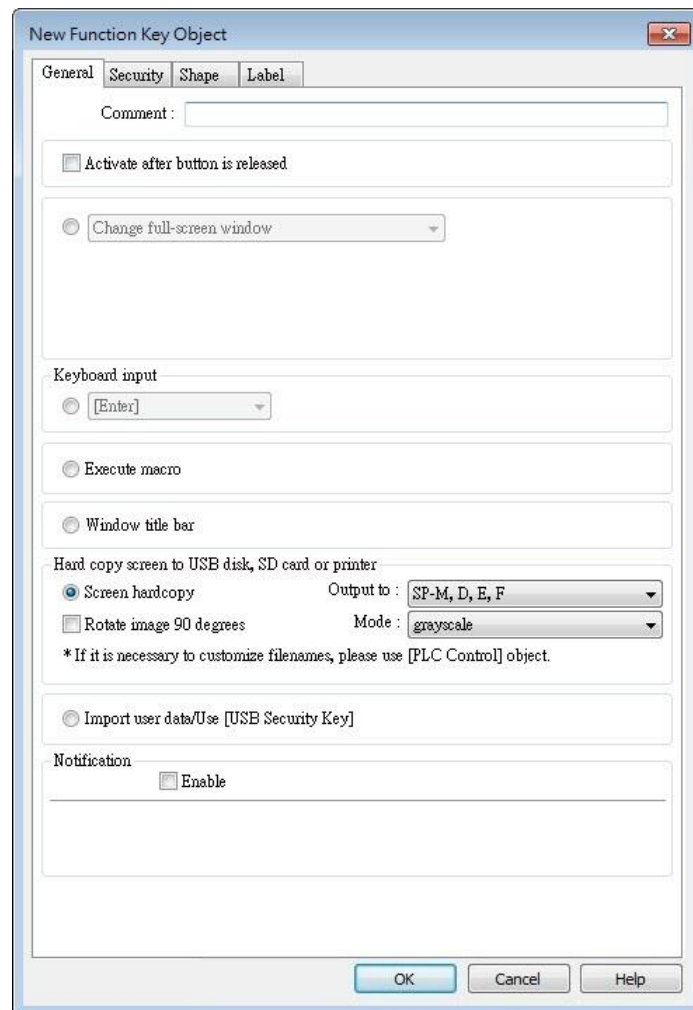 New Function Key Object
General Security Shape Label
Comment :
Activate after button is released
Change full-screen window
Keyboard input
[Enter]
Execute macro
Window title bar
Hard copy screen to USB disk, SD card or printer
Screen hardcopy Output to : SP-M, D, E, F
Rotate image 90 degrees Mode : grayscale
* If it is necessary to customize filenames, please use [PLC Control] object.
Import user data/Use [USB Security Key]
Notification
Enable
OK Cancel Help